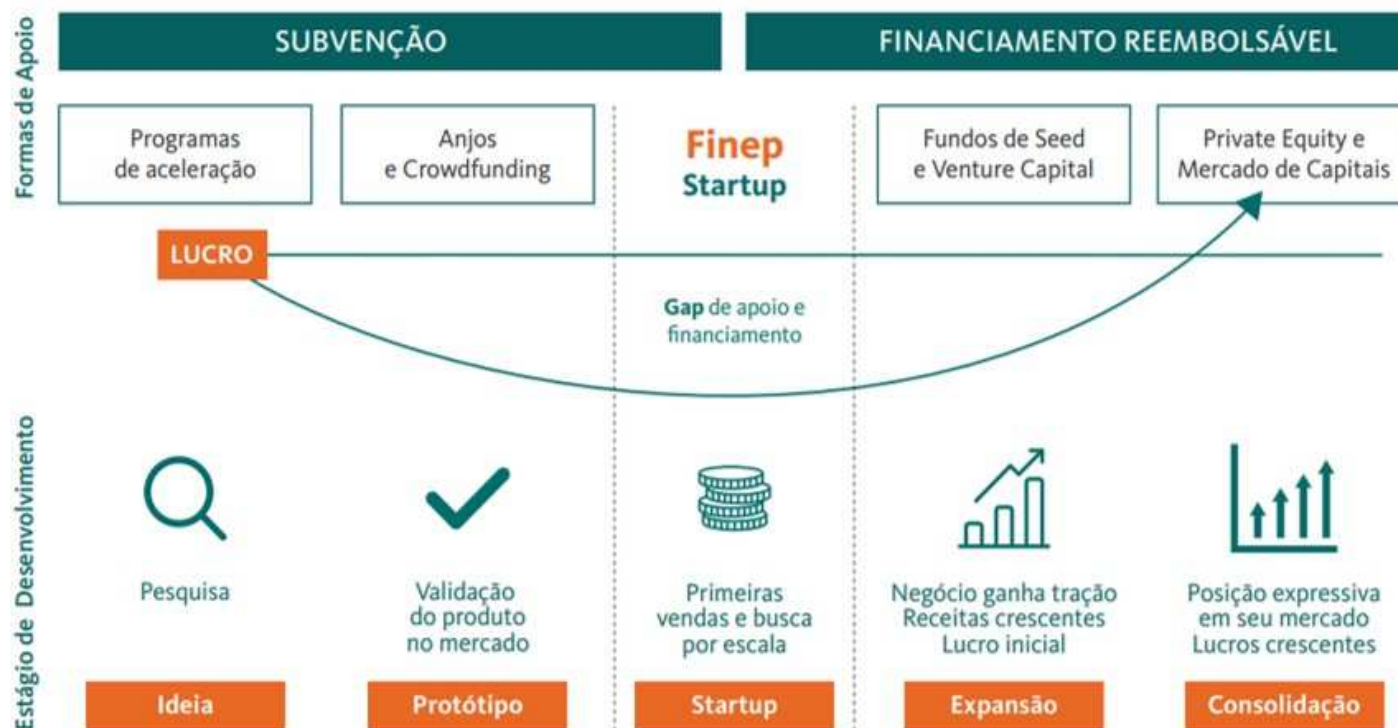 Formas de Apoio
SUBVENÇÃO
FINANCIAMENTO REEMBOLSÁVEL
Programas
de aceleração
Anjos
e Crowdfunding
Finep
Startup
Fundos de Seed
e Venture Capital
Private Equity e
Mercado de Capitais
LUCRO
Gap de apoio e
financiamento
Estágio de Desenvolvimento
Pesquisa
Validação
do produto
no mercado
Primeiras
vendas e busca
por escala
Negócio ganha tração
Receitas crescentes
Lucro inicial
Posição expressiva
em seu mercado
Lucros crescentes
Ideia
Protótipo
Startup
Expansão
Consolidação